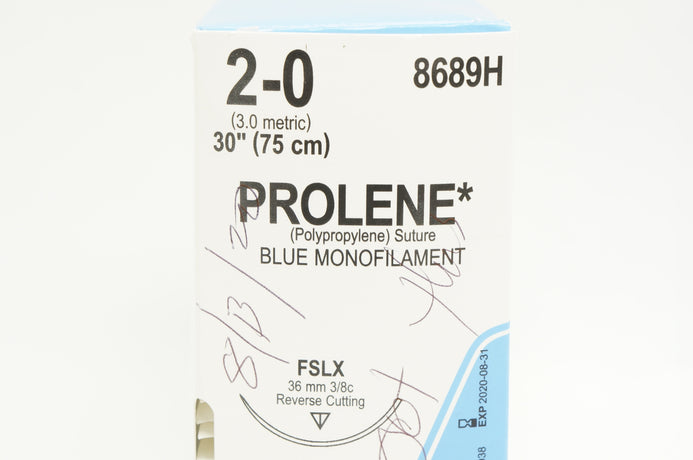 2-0
8689H
(3.0 metric)
30" (75 cm)
PROLENE*
(Polypropylene) Suture
BLUE MONOFILAMENT
FSLX
36 mm 3/8c
Reverse Cutting
EXP 2020-08-31